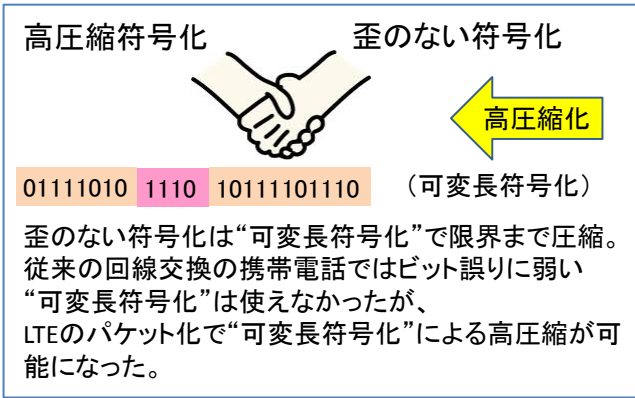 高圧縮符号化
歪のない符号化
高圧縮化
01111010 1110 10111101110 (可変長符号化)
歪のない符号化は“可変長符号化”で限界まで圧縮。
従来の回線交換の携帯電話ではビット誤りに弱い
“可変長符号化”は使えなかったが、
LTEのパケット化で“可変長符号化”による高圧縮が可
能になった。